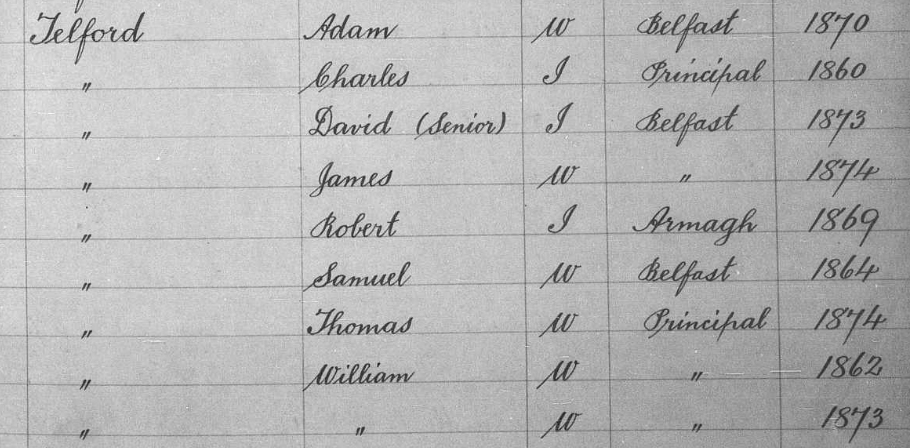 Telford Adam W Belfast 1870
" Charles I Principal 1860
" David (Senior) I Belfast 1873
" James W " 1874
" Robert I Armagh 1869
" Samuel W Belfast 1864
" Thomas W Principal 1874
" William W " 1862
" " W " 1873